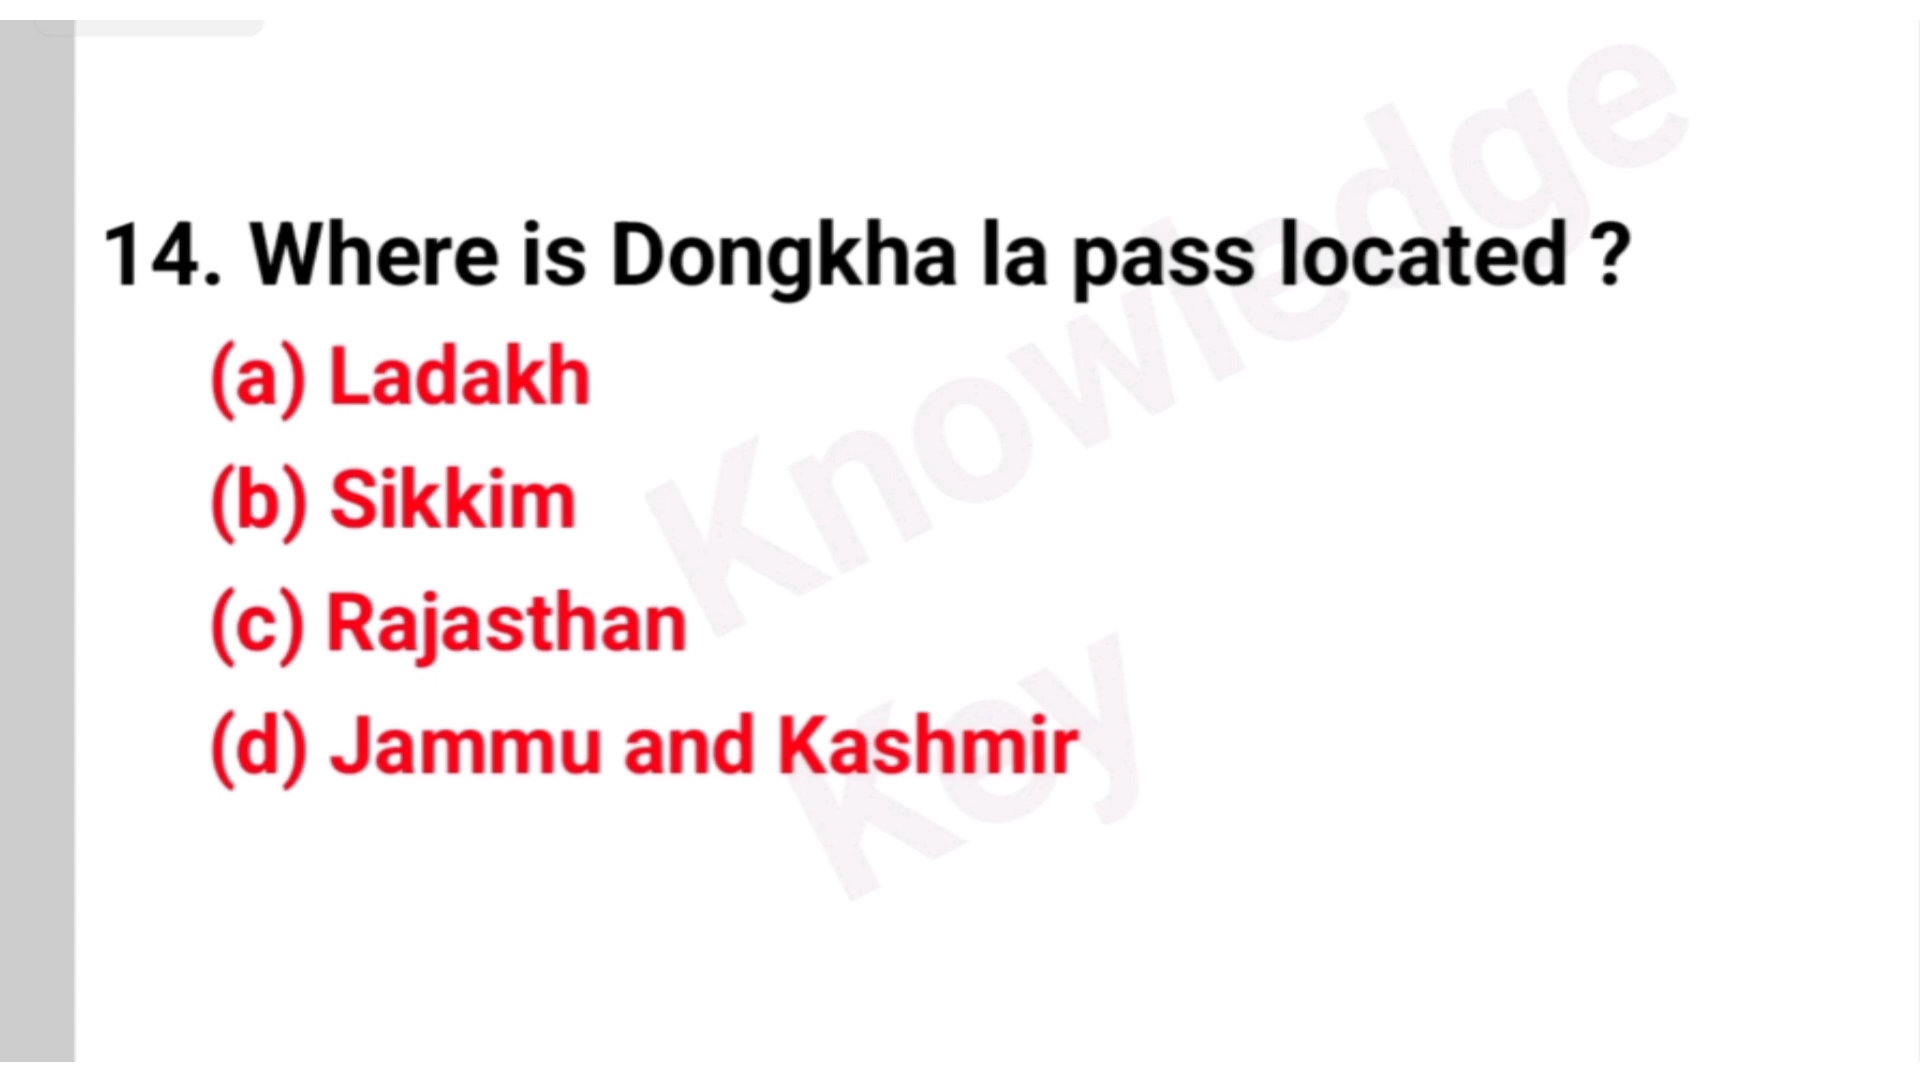 14. Where is Dongkha la pass located ?
(a) Ladakh
(b) Sikkim
(c) Rajasthan
(d) Jammu and Kashmir
Knowledge
Key